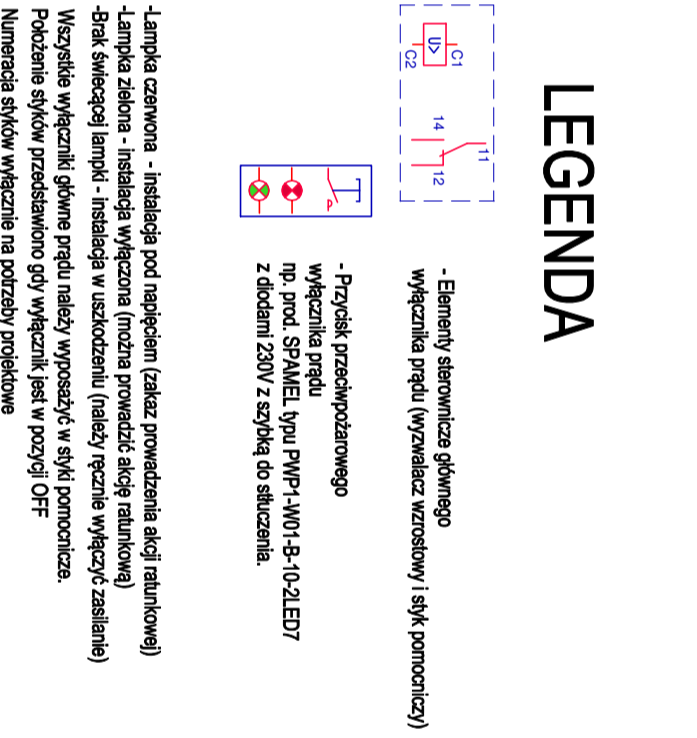 LEGENDA
C1
U>
C2
11
14
12
- Elementy sterownicze głównego
wyłącznika prądu (wyzwalacz wzrostowy i styk pomocniczy)
- Przycisk przeciwpożarowego
wyłącznika prądu
np. prod. SPAMEL typu PWP1-W01-B-10-2LED7
z diodami 230V z szybką do stłuczenia.
-Lampka czerwona - instalacja pod napięciem (zakaz prowadzenia akcji ratunkowej)
-Lampka zielona - instalacja wyłączona (można prowadzić akcję ratunkową)
-Brak świecącej lampki - instalacja w uszkodzeniu (należy ręcznie wyłączyć zasilanie)
Wszystkie wyłączniki główne prądu należy wyposażyć w styki pomocnicze.
Położenie styków przedstawiono gdy wyłącznik jest w pozycji OFF
Numeracja styków wyłącznie na potrzeby projektowe